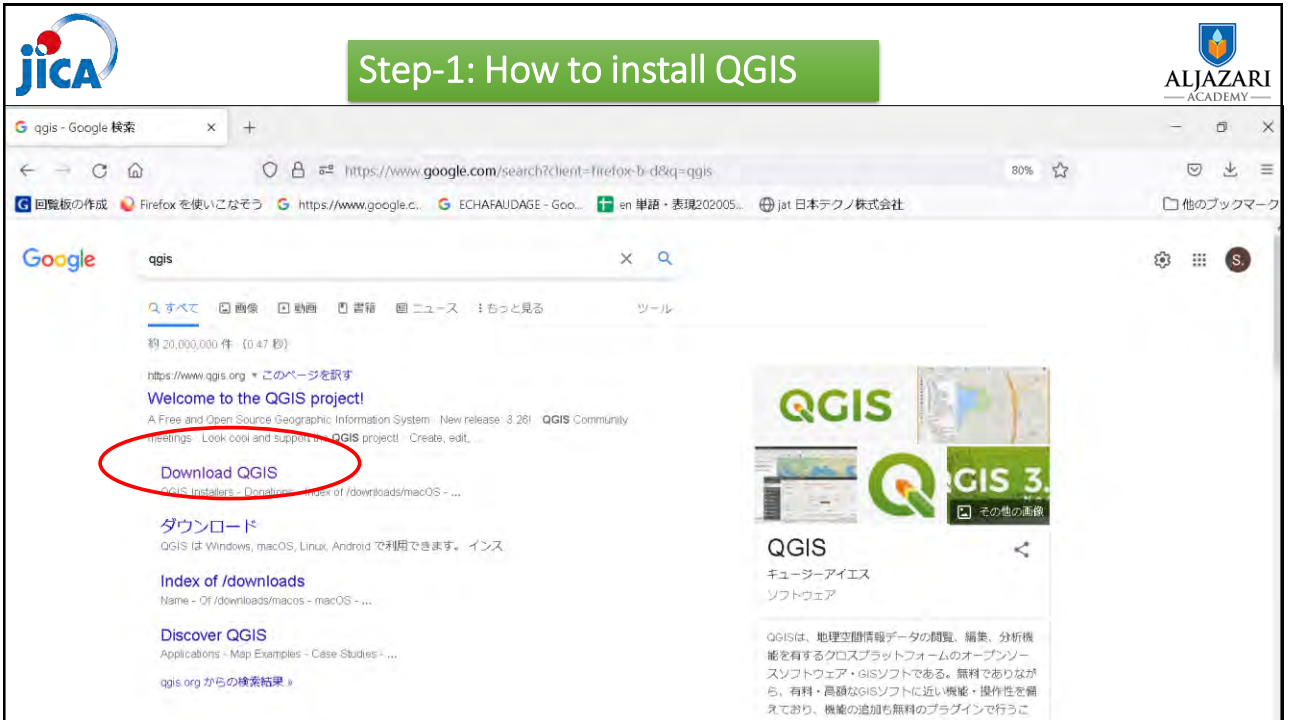 jICA
Step-1: How to install QGIS
ALJAZARI
ACADEMY
qgis - Google 検索
https://www.google.com/search?client=firefox-b-d&q=qgis
80%
回覧板の作成
Firefox を使いこなそう
https://www.google.c..
ECHAFAUDAGE - Goo...
en 単語・表現202005...
jat 日本テクノ株式会社
他のブックマーク
Google
qgis
S.
すべて
画像
動画
書籍
ニュース
もっと見る
ツール
約 20,000,000 件 (0.47 秒)
https://www.qgis.org ▼ このページを訳す
Welcome to the QGIS project!
A Free and Open Source Geographic Information System · New release: 3.26! · QGIS Community
meetings · Look cool and support the QGIS project! · Create, edit,
Download QGIS
QGIS Installers - Donations - Index of /downloads/macOS - ...
ダウンロード
QGIS は Windows, macOS, Linux, Android で利用できます。 インス
Index of /downloads
Name - Of /downloads/macos - macOS - ...
Discover QGIS
Applications - Map Examples - Case Studies - ...
qgis.org からの検索結果 »
QGIS
GIS 3.
その他の画像
QGIS
キュージーアイエス
ソフトウェア
QGISは、地理空間情報データの閲覧、編集、分析機
能を有するクロスプラットフォームのオープンソー
スソフトウェア・GISソフトである。無料でありなが
ら、有料・高額なGISソフトに近い機能・操作性を備
えており、機能の追加も無料のプラグインで行うこ